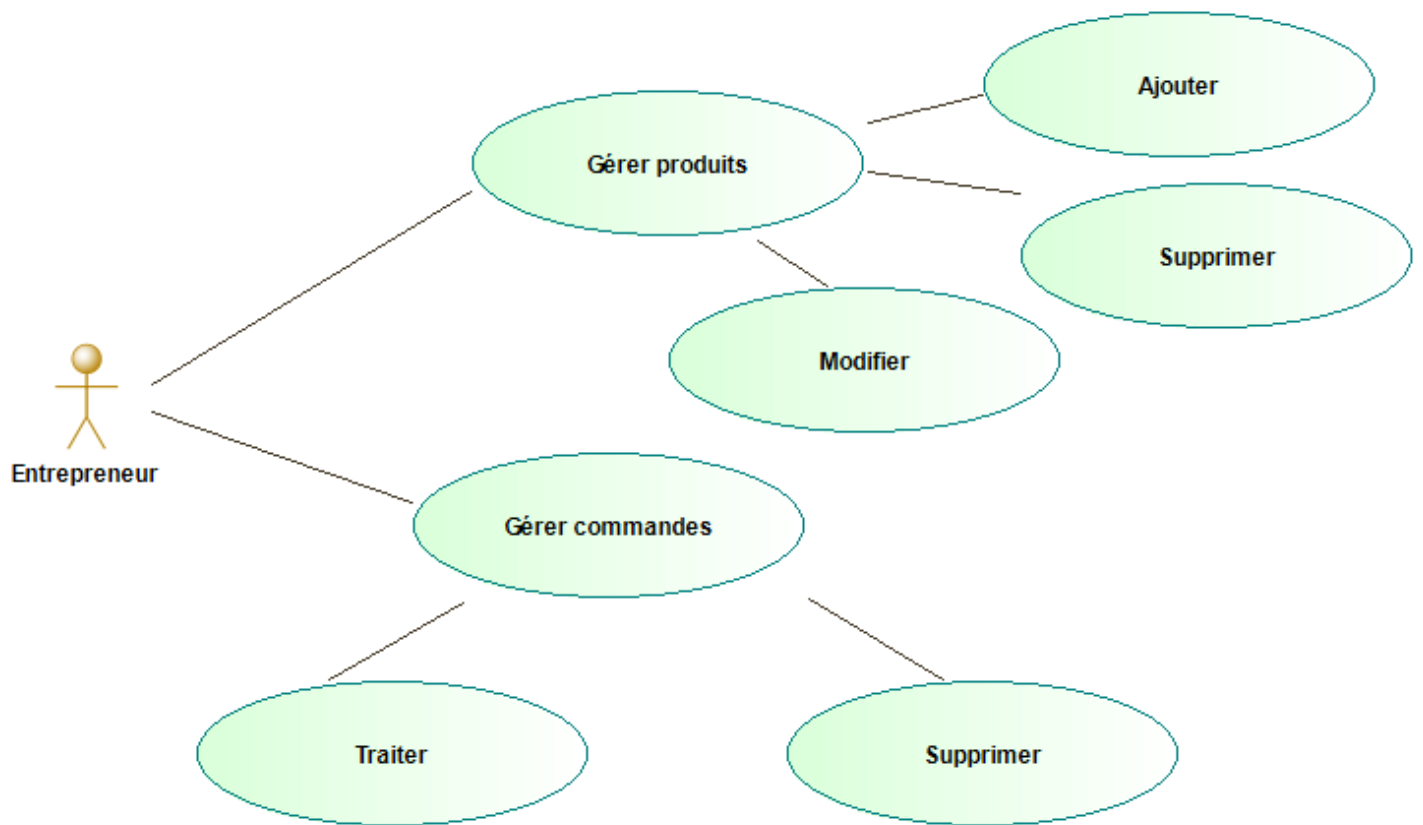 Ajouter
Gérer produits
Supprimer
Modifier
Entrepreneur
Gérer commandes
Traiter
Supprimer